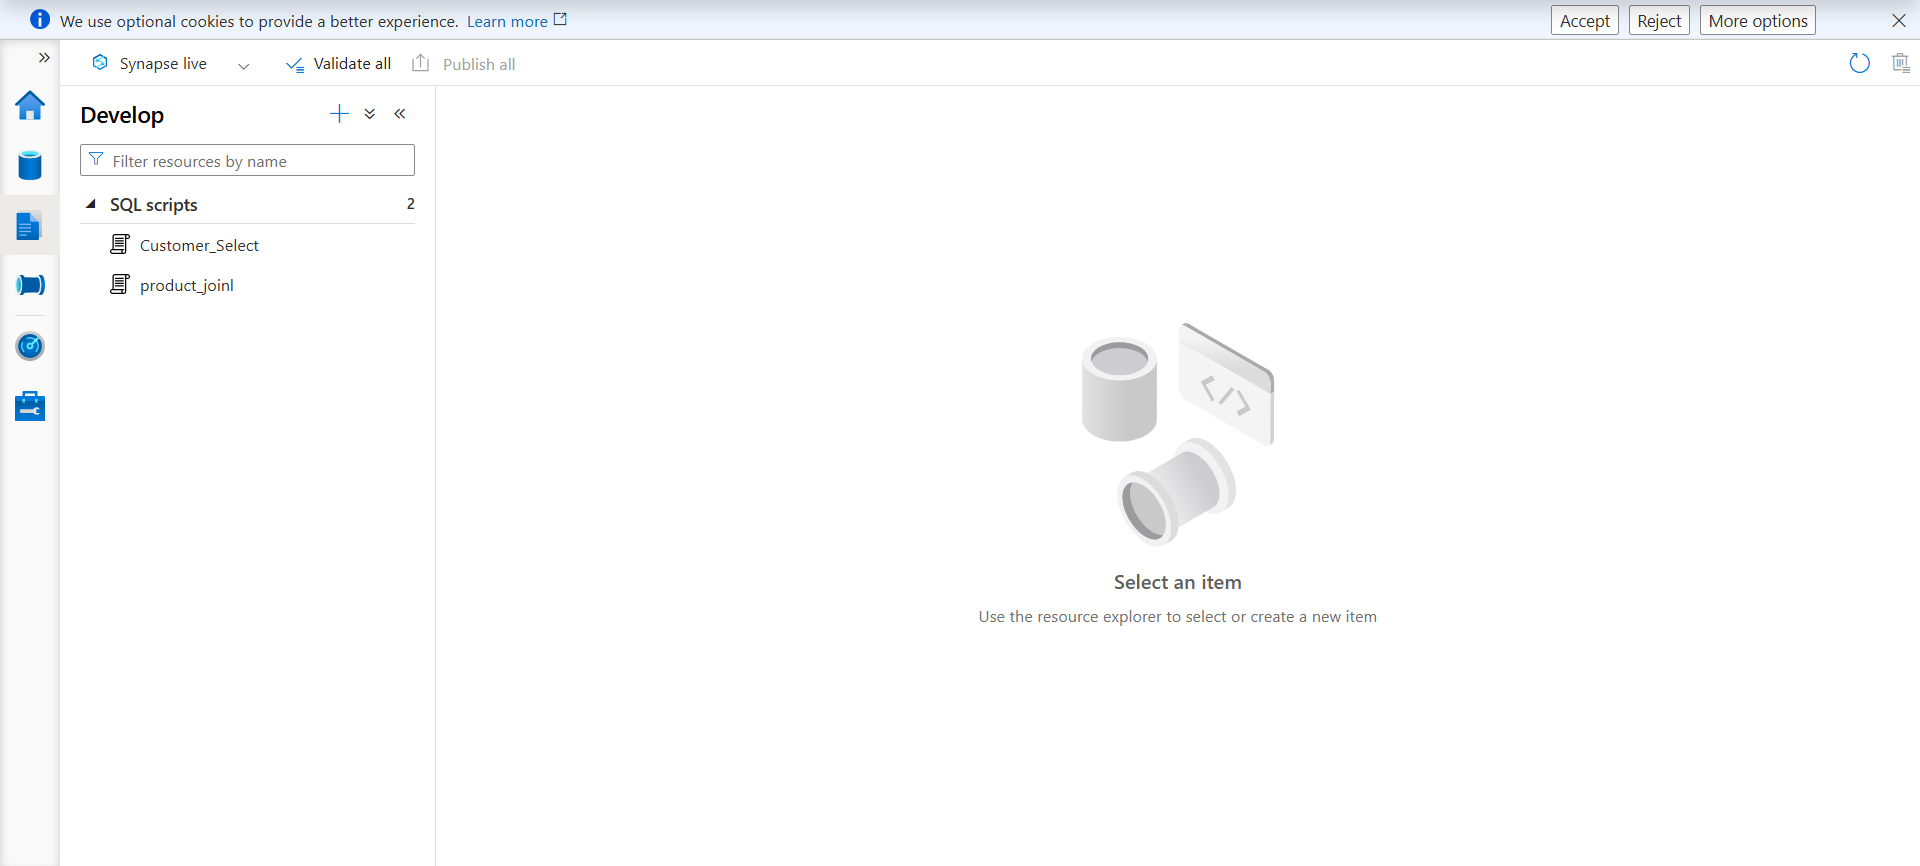 We use optional cookies to provide a better experience. Learn more
Accept
Reject
More options
Synapse live
Validate all
Publish all
Develop
Filter resources by name
SQL scripts 2
Customer_Select
product_joinl
Select an item
Use the resource explorer to select or create a new item